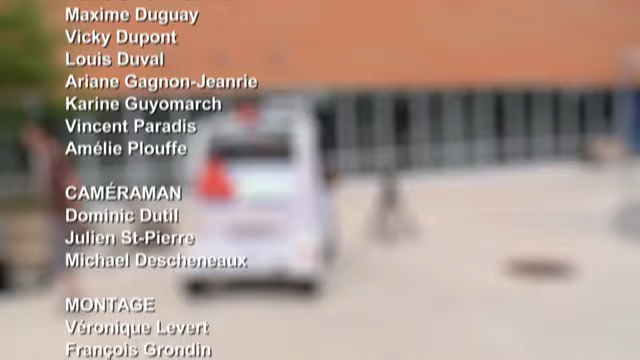 Maxime Duguay
Vicky Dupont
Louis Duval
Ariane Gagnon-Jeanrie
Karine Guyomarch
Vincent Paradis
Amélie Plouffe
CAMÉRAMAN
Dominic Dutil
Julien St-Pierre
Michael Descheneaux
MONTAGE
Véronique Levert
François Grondin